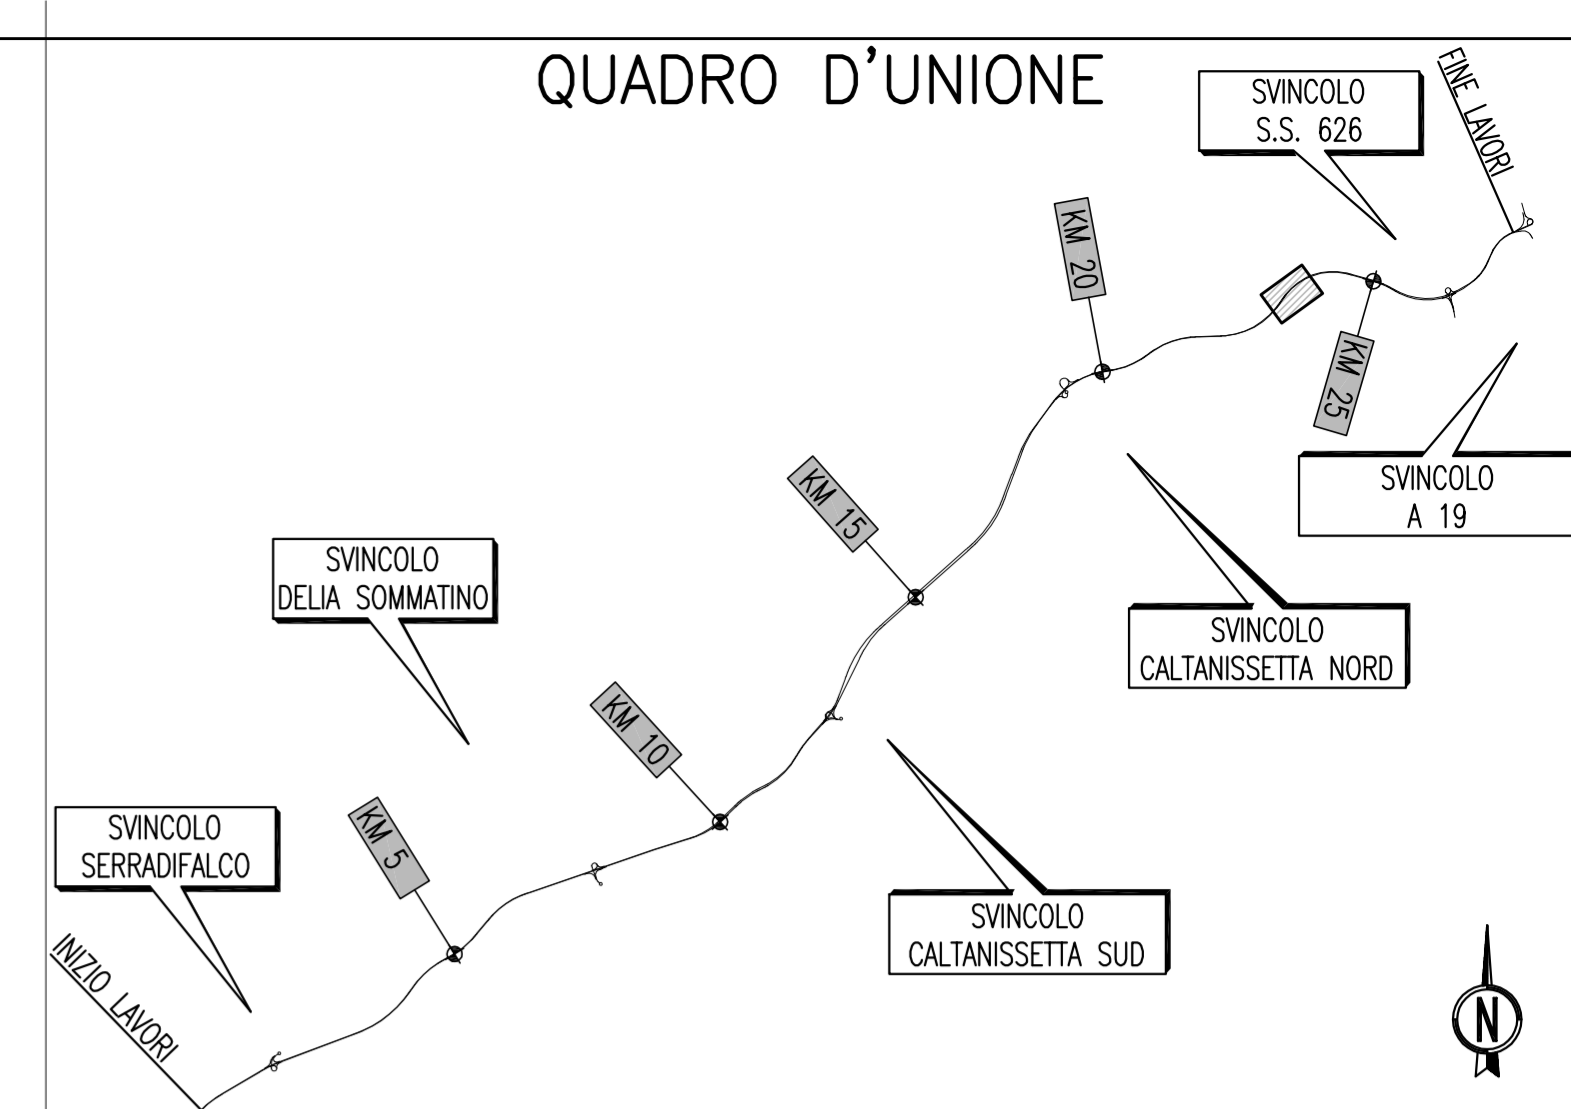 QUADRO D'UNIONE
SVINCOLO
S.S. 626
FINE LAVORI
KM 20
KM 25
SVINCOLO
A 19
KM 15
SVINCOLO
DELIA SOMMATINO
SVINCOLO
CALTANISSETTA NORD
KM 10
KM 5
SVINCOLO
SERRADIFALCO
SVINCOLO
CALTANISSETTA SUD
INIZIO LAVORI
N